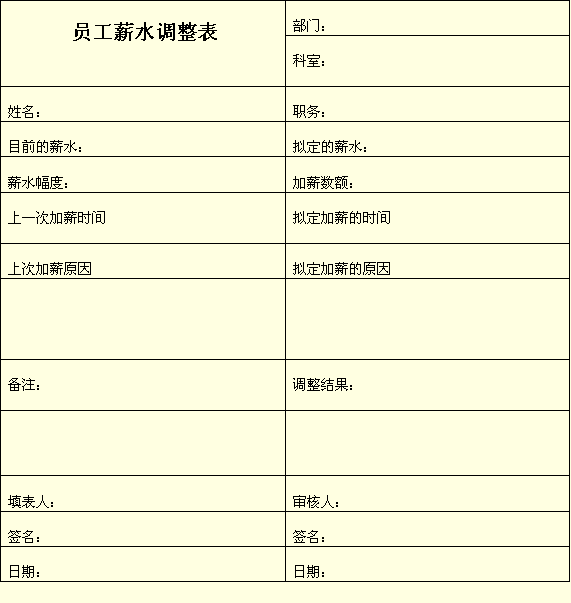 员工薪水调整表
部门：
科室：
姓名：
职务：
目前的薪水：
拟定的薪水：
薪水幅度：
加薪数额：
上一次加薪时间
拟定加薪的时间
上次加薪原因
拟定加薪的原因
备注：
调整结果：
填表人：
审核人：
签名：
签名：
日期：
日期：